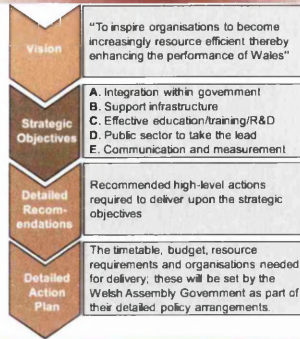 Vision
"To inspire organisations to become
increasingly resource efficient thereby
enhancing the performance of Wales"
Strategic
Objectives
A. Integration within government
B. Support infrastructure
C. Effective education/training/R&D
D. Public sector to take the lead
E. Communication and measurement
Detailed
Recom-
endations
Recommended high-level actions
required to deliver upon the strategic
objectives
Detailed
Action
Plan
The timetable, budget, resource
requirements and organisations needed
for delivery; these will be set by the
Welsh Assembly Government as part of
their detailed policy arrangements.